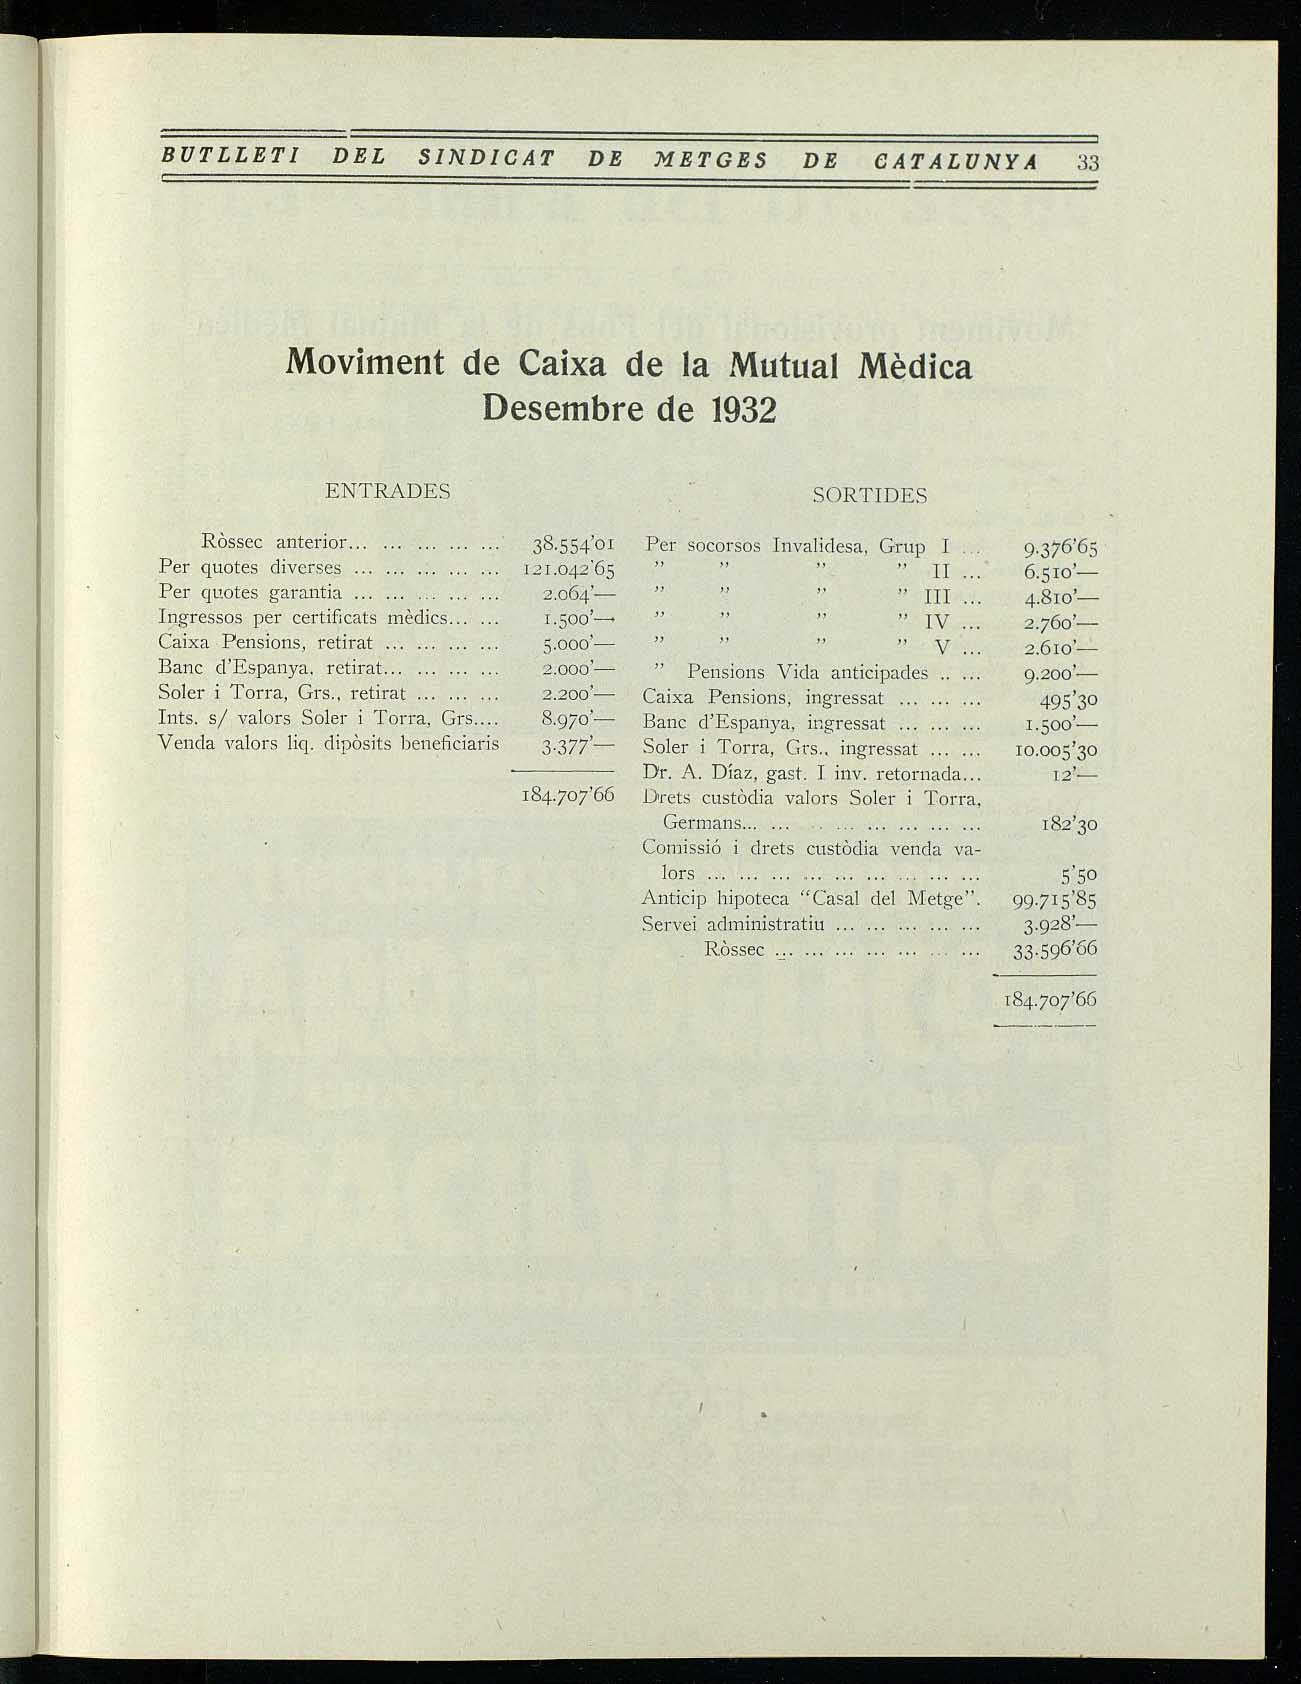 BUTLLETI DEL SINDICAT DE METGES DE CATALUNYA 33
Moviment de Caixa de la Mutual Mèdica
Desembre de 1932
ENTRADES
Ròssec anterior... ... ... ... ... 38.554'01
Per quotes diverses ... ... ... ... ... 121.042'65
Per quotes garantia ... ... ... ... ... 2.064'—
Ingressos per certificats mèdics... ... 1.500'—
Caixa Pensions, retirat ... ... ... ... 5.000'—
Banc d'Espanya, retirat... ... ... ... 2.000'—
Soler i Torra, Grs., retirat ... ... ... 2.200'—
Ints. s/ valors Soler i Torra, Grs.... 8.970'—
Venda valors liq. dipòsits beneficiaris 3.377'—
184.707'66
SORTIDES
Per socorsos Invalidesa, Grup I ... 9.376'65
" " " " II ... 6.510'—
" " " " III ... 4.810'—
" " " " IV ... 2.760'—
" " " " V ... 2.610'—
" Pensions Vida anticipades .. ... 9.200'—
Caixa Pensions, ingressat ... ... ... 495'30
Banc d'Espanya, ingressat ... ... ... 1.500'—
Soler i Torra, Grs., ingressat ... ... 10.005'30
Dr. A. Díaz, gast. I inv. retornada... 12'—
Drets custòdia valors Soler i Torra,
Germans... ... ... ... ... ... ... ... 182'30
Comissió i drets custòdia venda va-
lors ... ... ... ... ... ... ... ... ... 5'50
Anticip hipoteca "Casal del Metge". 99.715'85
Servei administratiu ... ... ... ... ... 3.928'—
Ròssec ... ... ... ... ... ... ... 33.596'66
184.707'66